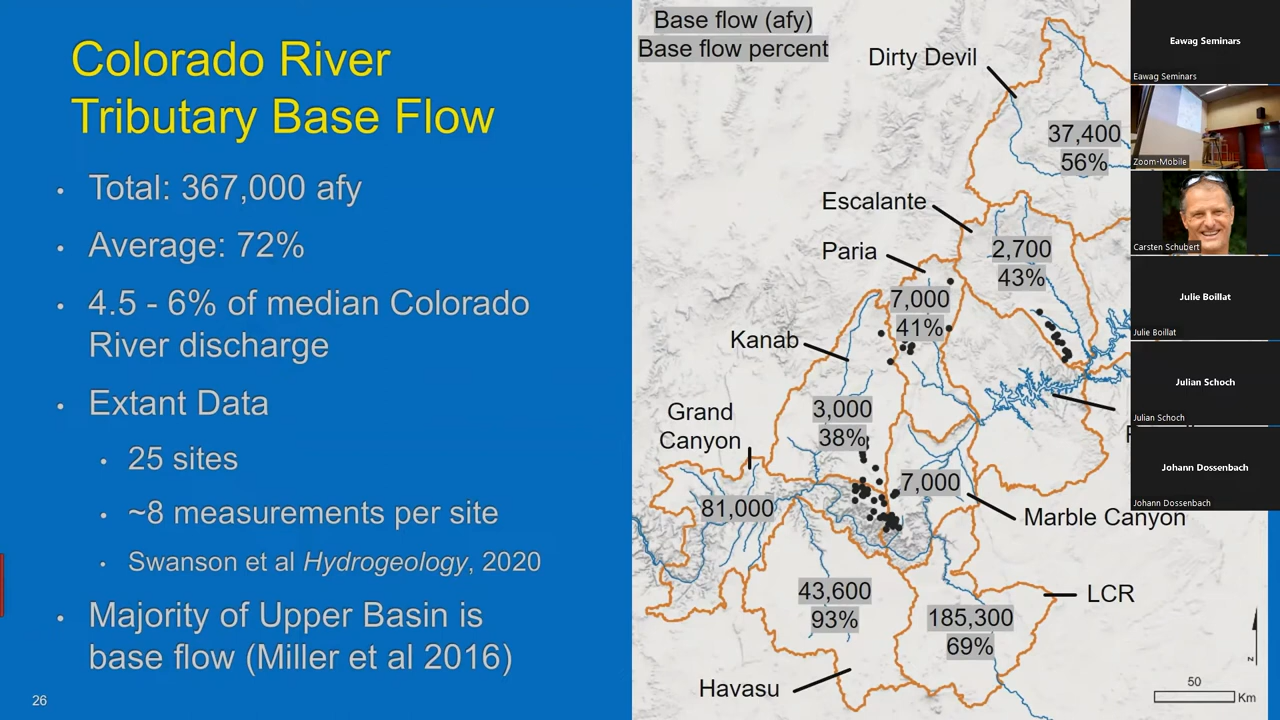 Colorado River
Tributary Base Flow
• Total: 367,000 afy
• Average: 72%
• 4.5 - 6% of median Colorado
River discharge
• Extant Data
• 25 sites
• ~8 measurements per site
• Swanson et al Hydrogeology, 2020
• Majority of Upper Basin is
base flow (Miller et al 2016)
26
Base flow (afy)
Base flow percent
Dirty Devil
37,400
56%
Escalante
2,700
43%
Paria
7,000
41%
Kanab
3,000
38%
Grand
Canyon
81,000
7,000
Marble Canyon
LCR
43,600
93%
185,300
69%
Havasu
N
50
Km
Eawag Seminars
Eawag Seminars
Zoom-Mobile
Carsten Schubert
Julie Boillat
Julie Boillat
Julian Schoch
Julian Schoch
Johann Dossenbach
Johann Dossenbach